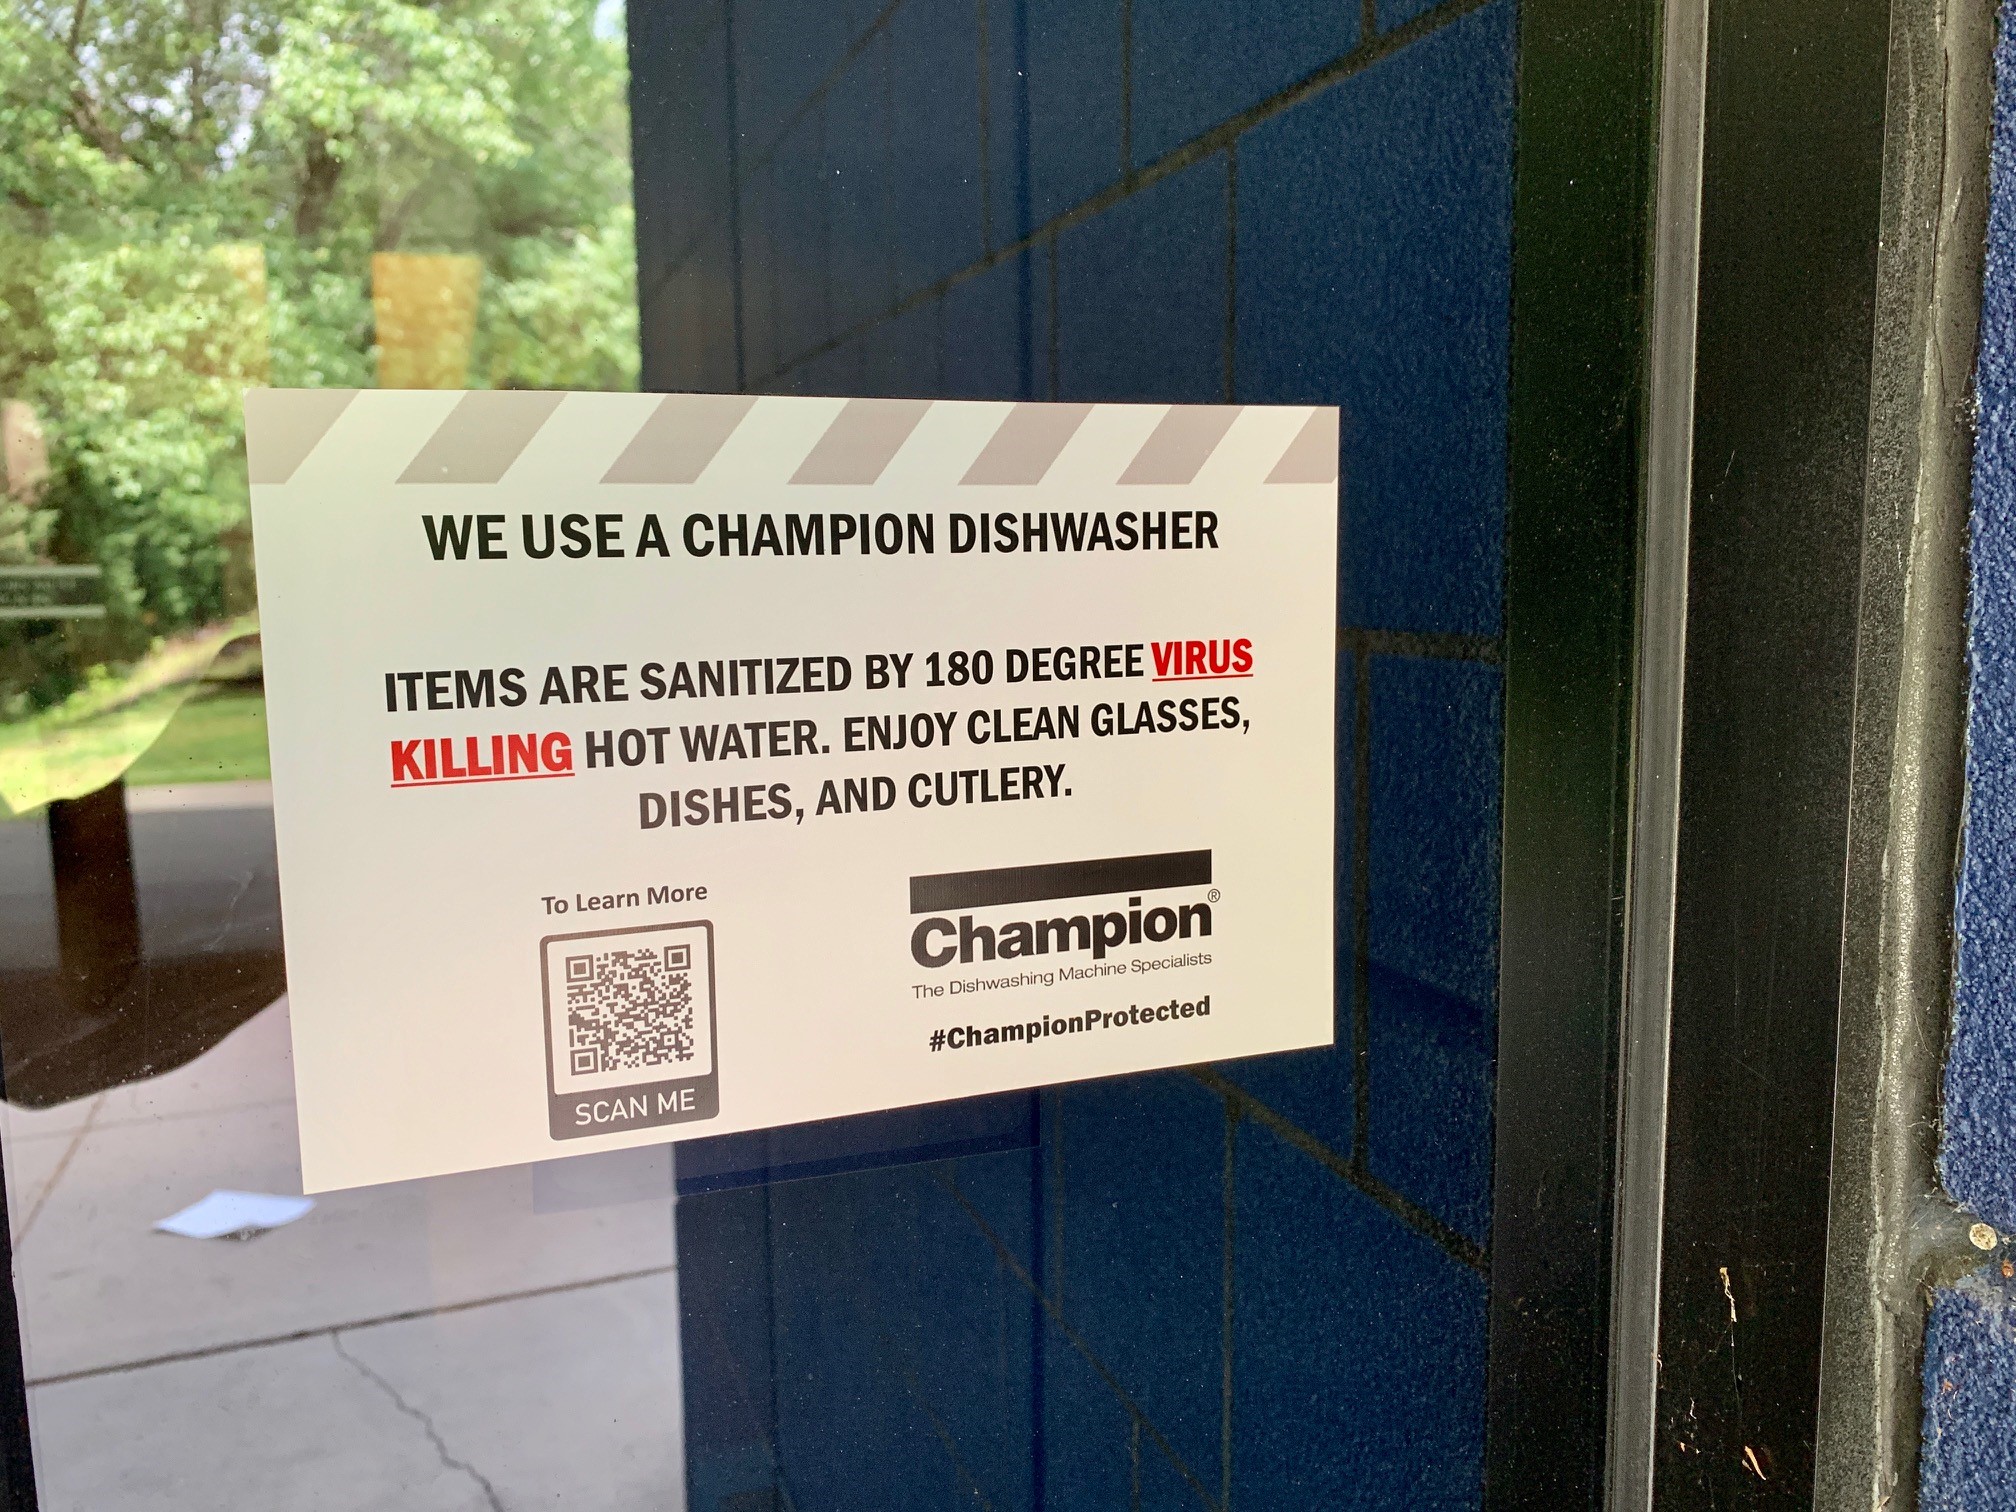 WE USE A CHAMPION DISHWASHER
ITEMS ARE SANITIZED BY 180 DEGREE VIRUS
KILLING HOT WATER. ENJOY CLEAN GLASSES,
DISHES, AND CUTLERY.
To Learn More
SCAN ME
Champion®
The Dishwashing Machine Specialists
#ChampionProtected